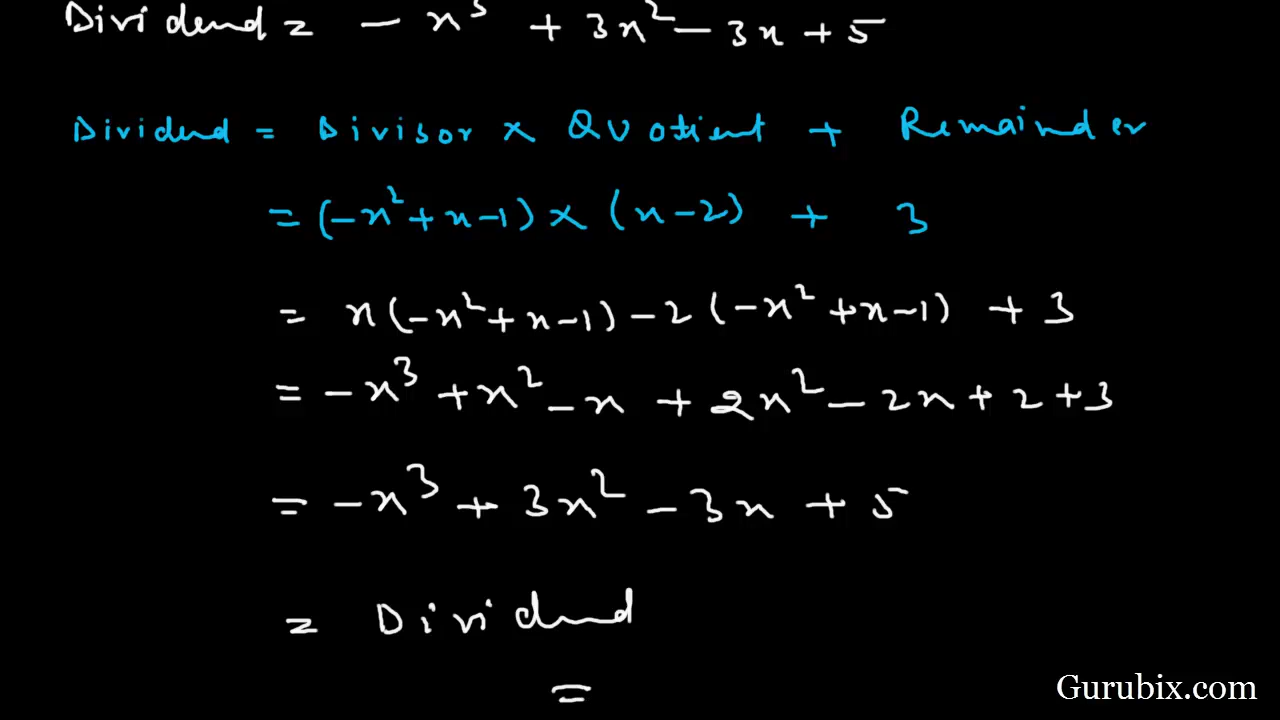 Dividend = - x³ + 3x² - 3x + 5
Dividend = Divisor × Quotient + Remainder
= (-x² + x - 1) × (x - 2) + 3
= x(-x² + x - 1) - 2(-x² + x - 1) + 3
= -x³ + x² - x + 2x² - 2x + 2 + 3
= -x³ + 3x² - 3x + 5
= Dividend
=
Gurubix.com